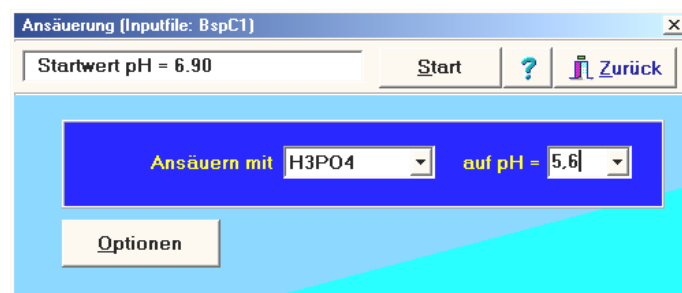 Ansäuerung (Inputfile: BspC1)
Startwert pH = 6.90 Start ? Zurück
Ansäuern mit H3PO4 auf pH = 5,6
Optionen